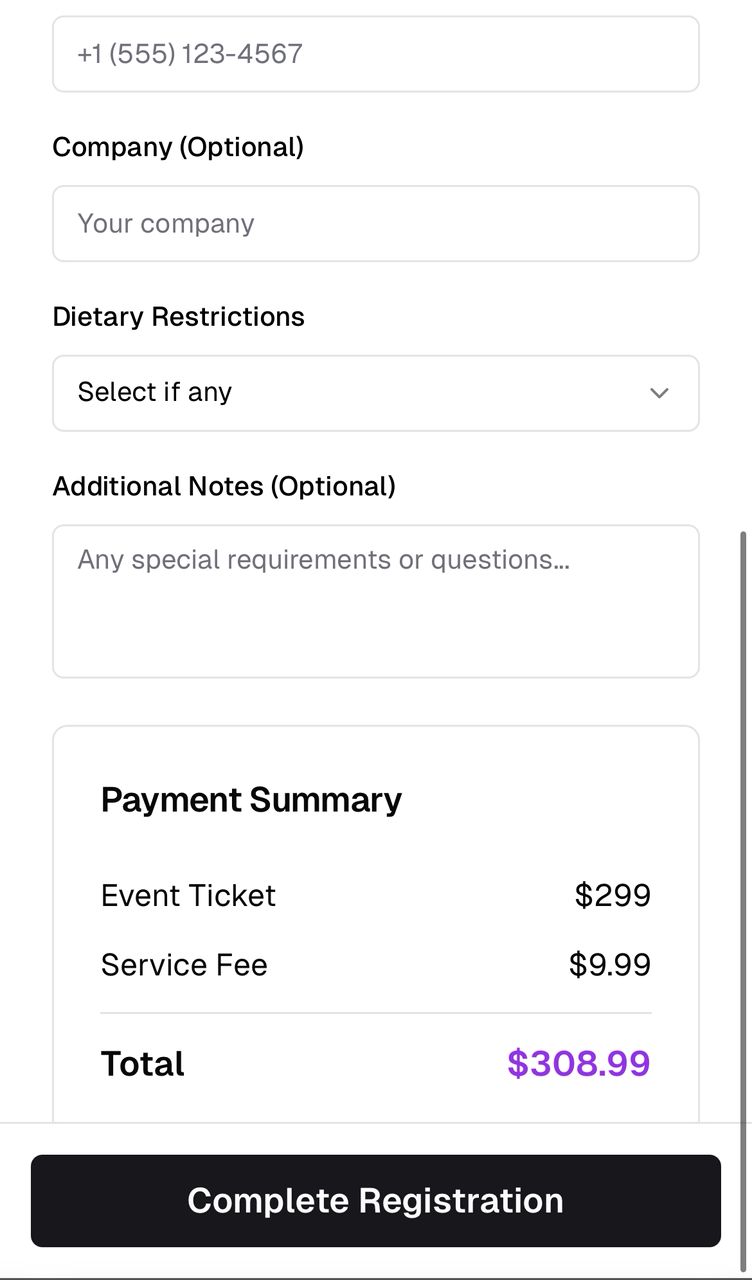 +1 (555) 123-4567
Company (Optional)
Your company
Dietary Restrictions
Select if any
Additional Notes (Optional)
Any special requirements or questions...
Payment Summary
Event Ticket $299
Service Fee $9.99
Total $308.99
Complete Registration